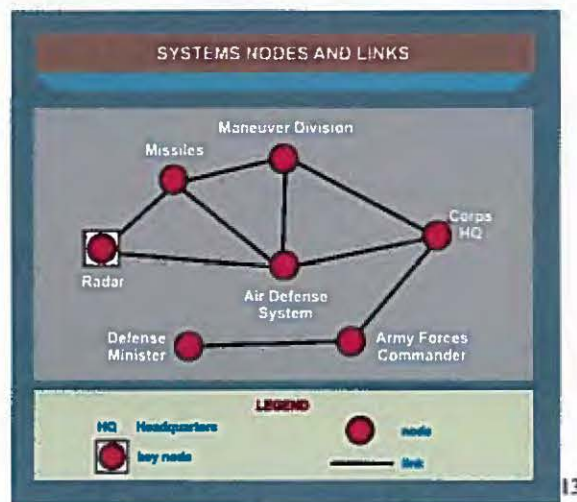 SYSTEMS NODES AND LINKS
Maneuver Division
Missiles
Corps
HQ
Radar
Air Defense
System
Defense
Minister
Army Forces
Commander
LEGEND
HQ Headquarters
node
key node
link